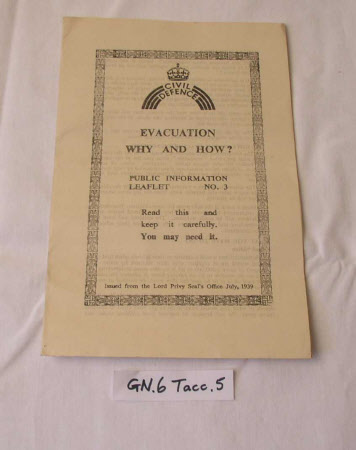 CIVIL
DEFENCE
EVACUATION
WHY AND HOW?
PUBLIC INFORMATION
LEAFLET NO. 3
Read this and
keep it carefully.
You may need it.
Issued from the Lord Privy Seal's Office July, 1939
GN.6 Tacc.5